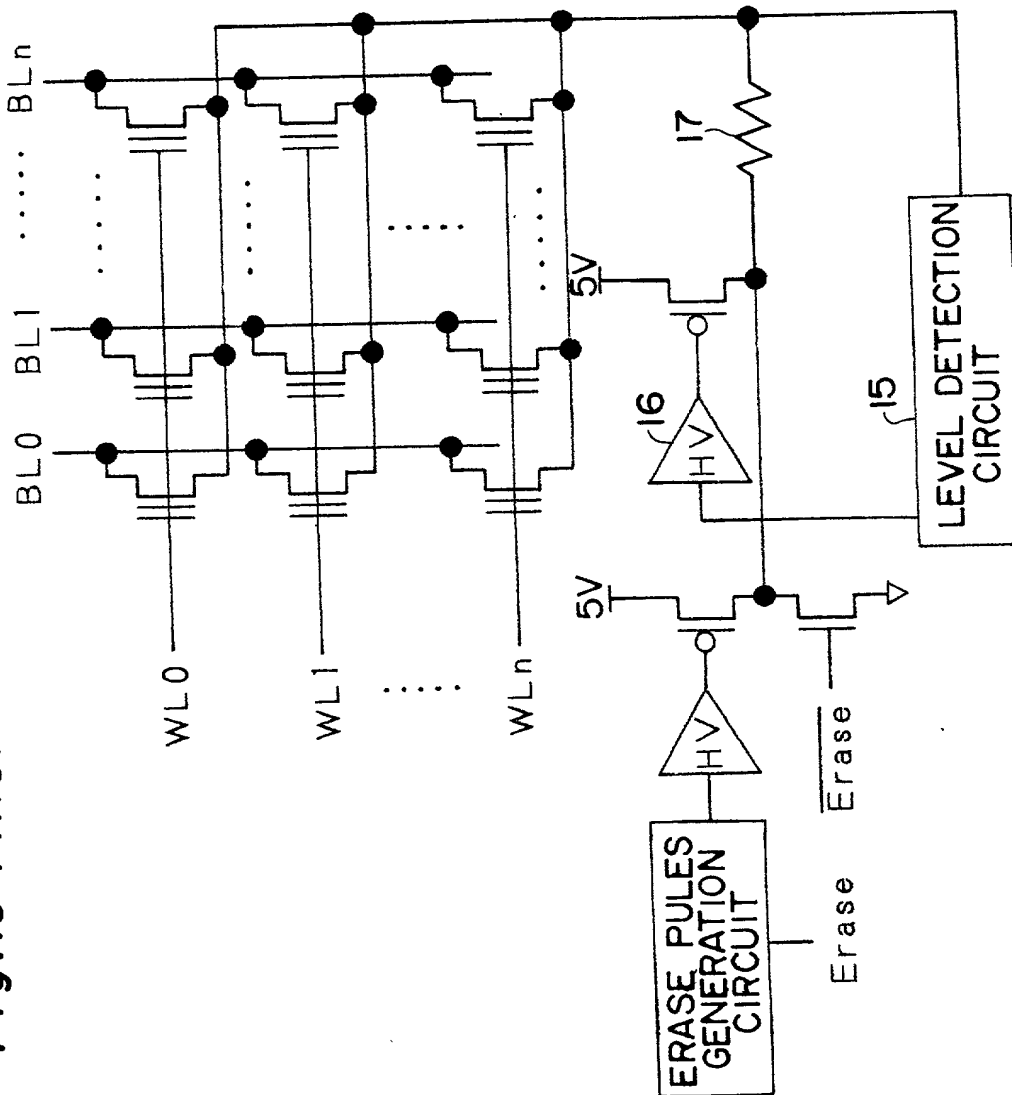 BL0
BL1
.....
BLn
WL0
WL1
.....
WLn
5V
5V
HV
16
HV
17
15
LEVEL DETECTION
CIRCUIT
ERASE PULES
GENERATION
CIRCUIT
Erase
Erase